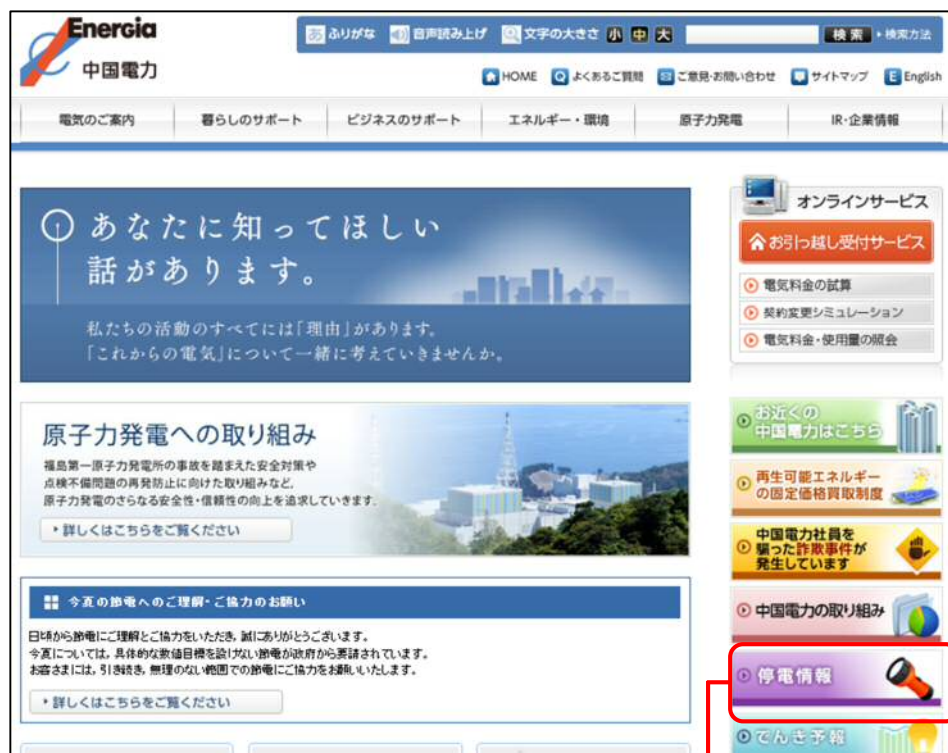 Energia
中国電力
あ ふりがな 音声読み上げ 文字の大きさ 小 中 大 検索 検索方法
HOME よくあるご質問 ご意見・お問い合わせ サイトマップ E English
電気のご案内 暮らしのサポート ビジネスのサポート エネルギー・環境 原子力発電 IR・企業情報
あなたに知ってほしい
話があります。
私たちの活動のすべてには「理由」があります。
「これからの電気」について一緒に考えていきませんか。
原子力発電への取り組み
福島第一原子力発電所の事故を踏まえた安全対策や
点検不備問題の再発防止に向けた取り組みなど、
原子力発電のさらなる安全性・信頼性の向上を追求していきます。
詳しくはこちらをご覧ください
今夏の節電へのご理解・ご協力のお願い
日頃から節電にご理解とご協力をいただき、誠にありがとうございます。
今夏については、具体的な数値目標を設けない節電が政府から要請されています。
お客さまには、引き続き、無理のない範囲での節電にご協力をお願いいたします。
詳しくはこちらをご覧ください
オンラインサービス
お引っ越し受付サービス
電気料金の試算
契約変更シミュレーション
電気料金・使用量の照会
お近くの
中国電力はこちら
再生可能エネルギー
の固定価格買取制度
中国電力社員を
騙った詐欺事件が
発生しています
中国電力の取り組み
停電情報
でんき予報